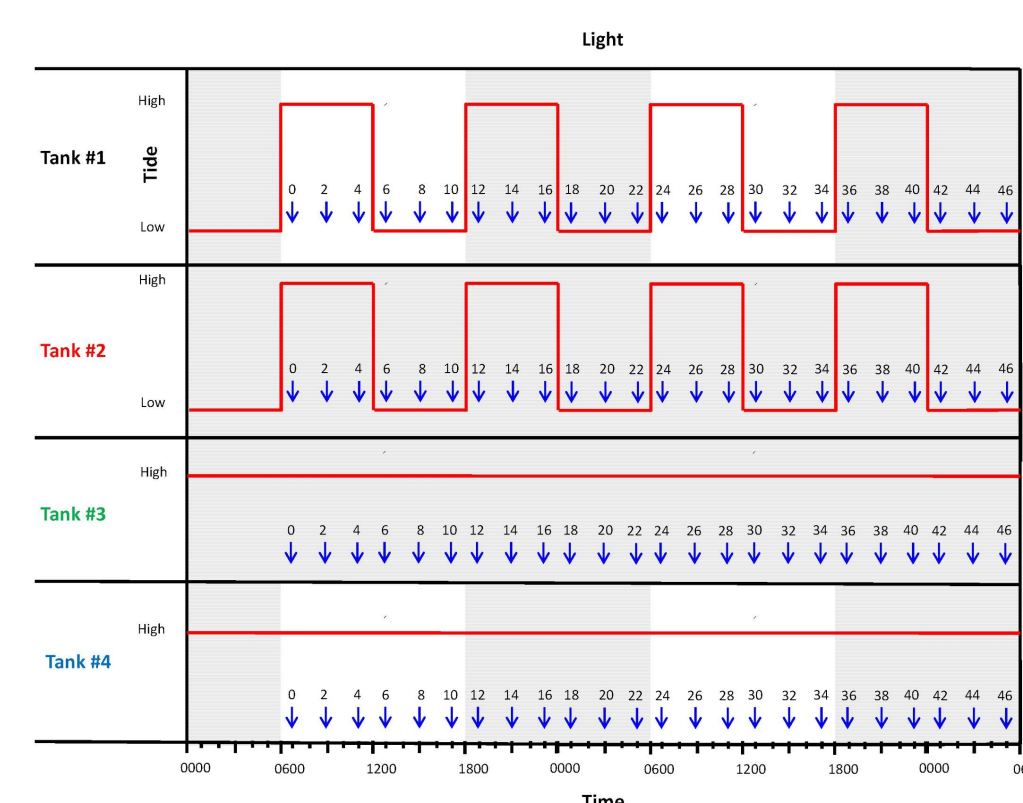 Light
High
Tank #1
Tide
0 2 4 6 8 10 12 14 16 18 20 22 24 26 28 30 32 34 36 38 40 42 44 46
Low
High
Tank #2
0 2 4 6 8 10 12 14 16 18 20 22 24 26 28 30 32 34 36 38 40 42 44 46
Low
High
Tank #3
0 2 4 6 8 10 12 14 16 18 20 22 24 26 28 30 32 34 36 38 40 42 44 46
High
Tank #4
0 2 4 6 8 10 12 14 16 18 20 22 24 26 28 30 32 34 36 38 40 42 44 46
0000 0600 1200 1800 0000 0600 1200 1800 0000
Time